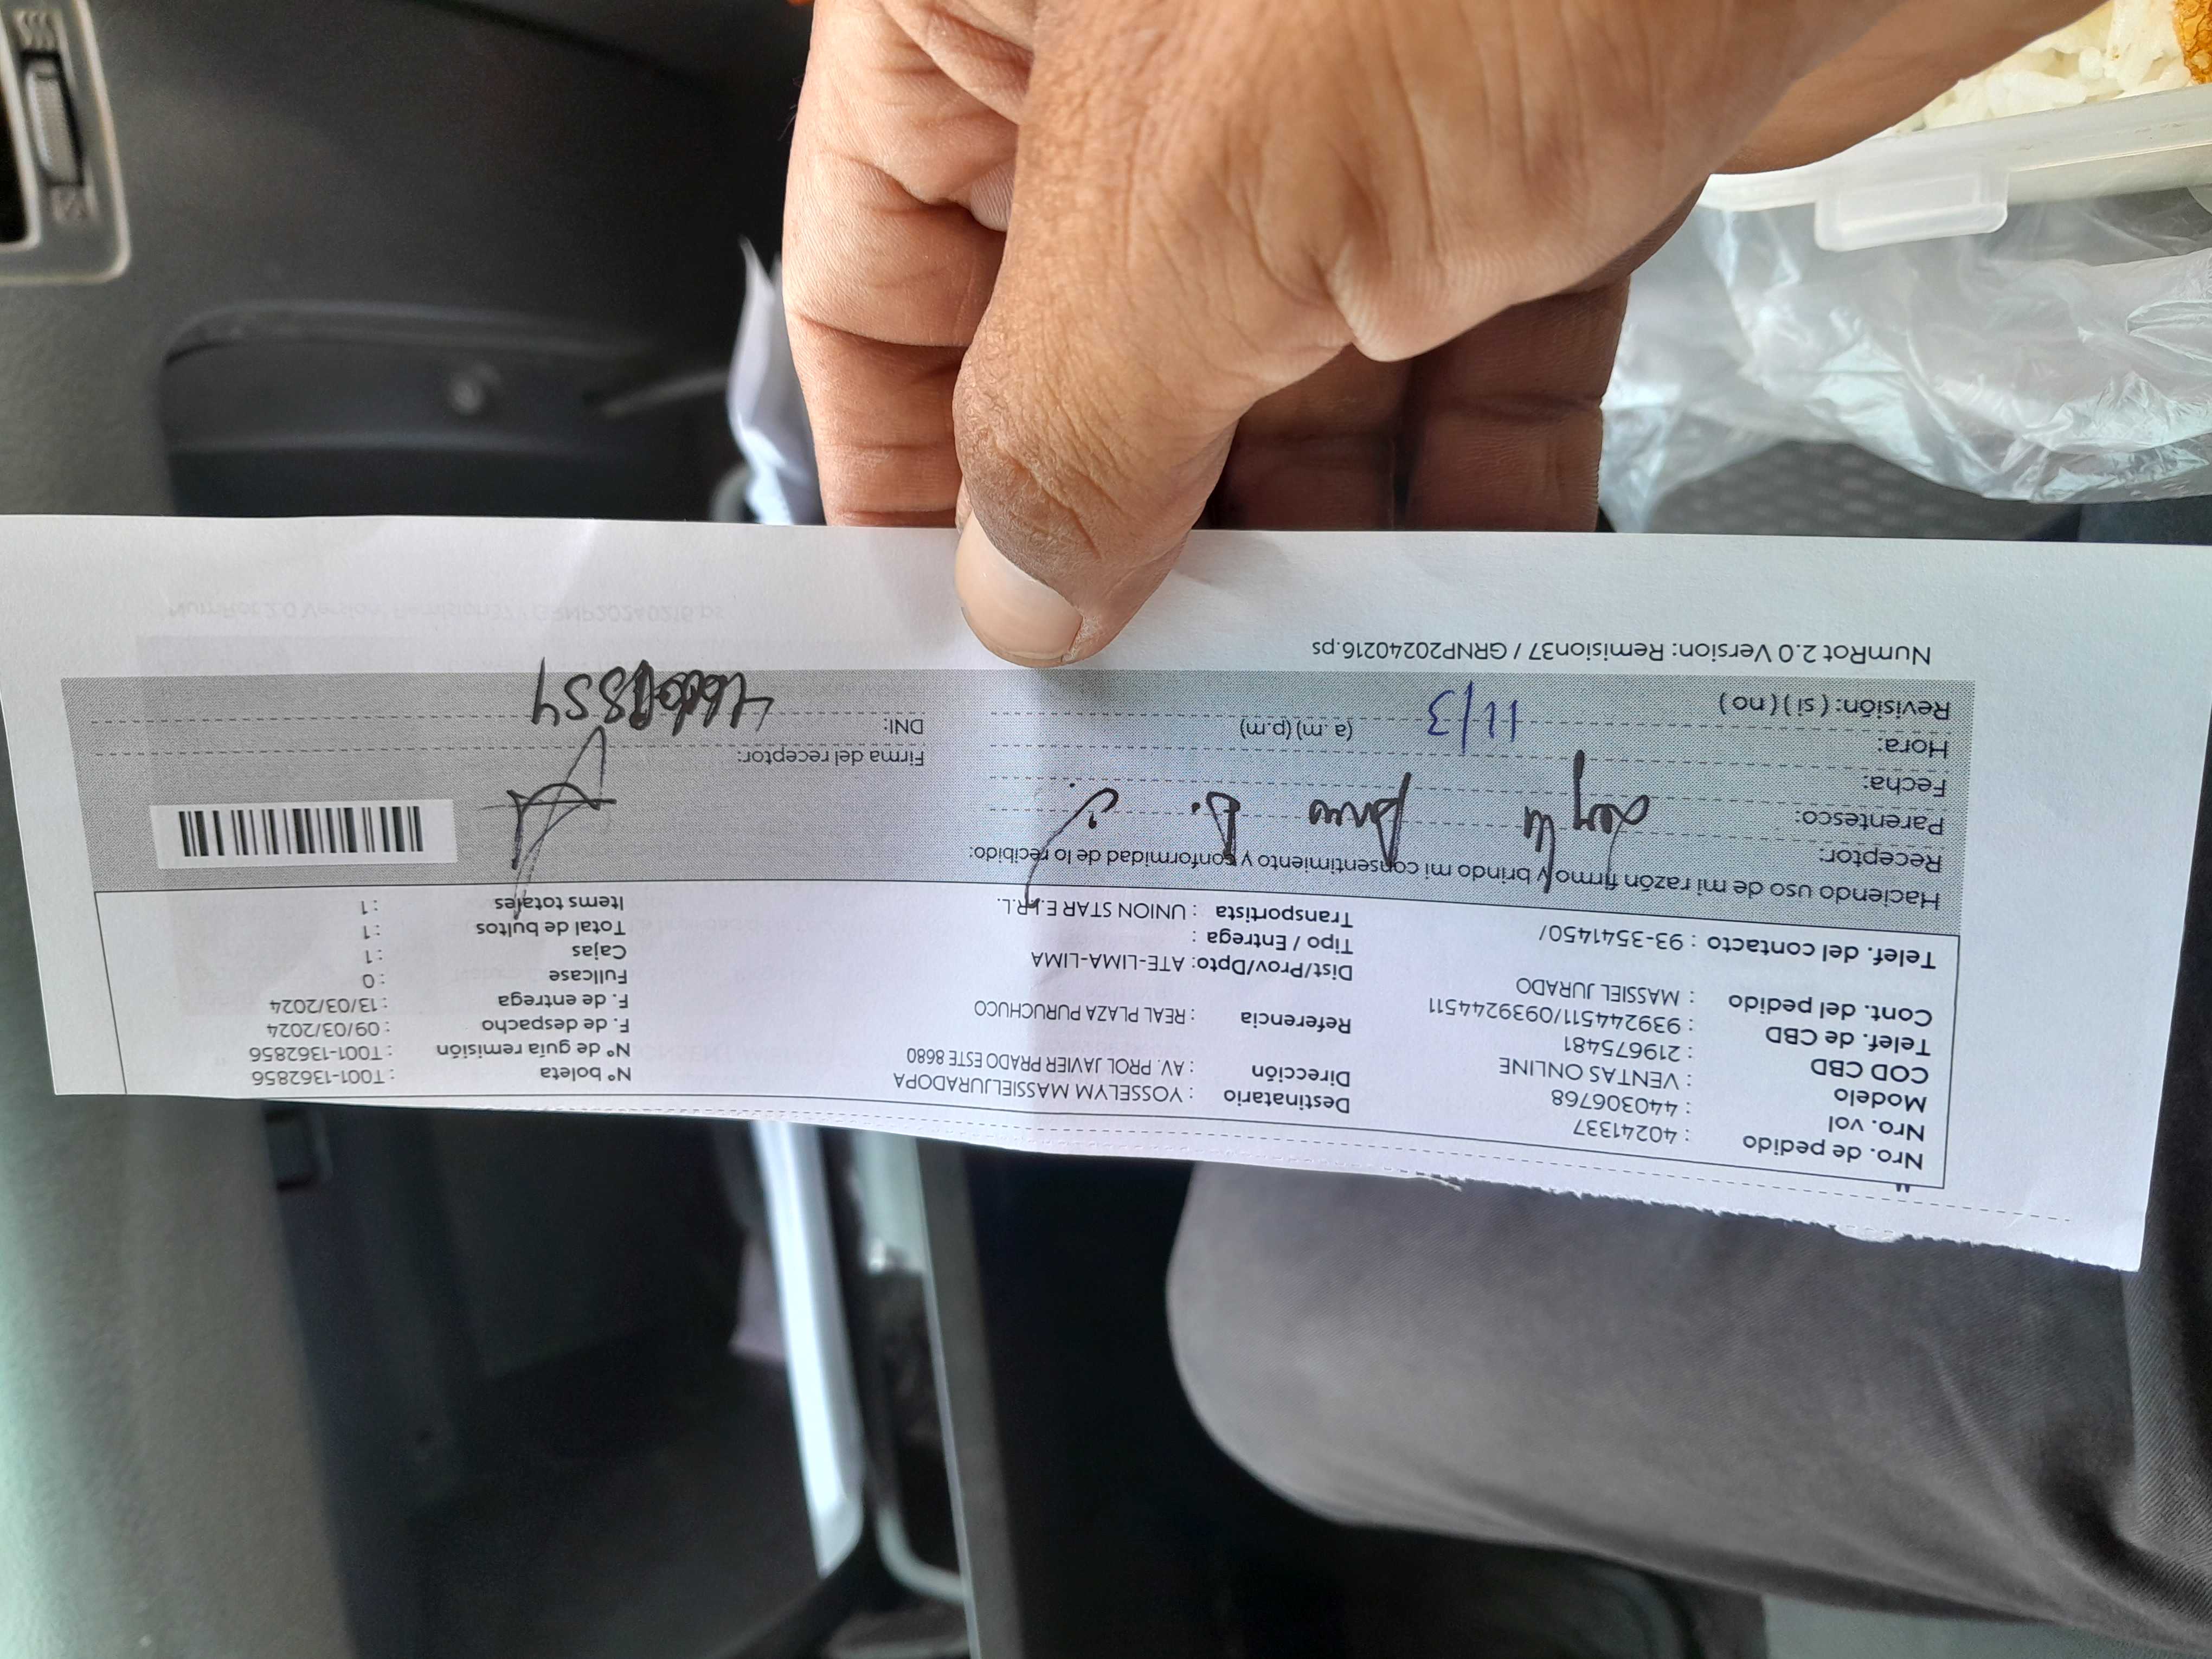 Nro. de pedido : 40241337
Nro. vol : 440306768
Modelo : VENTAS ONLINE
COD CBD : 219675481
Telef. de CBD : 939244511/0939244511
Cont. del pedido : MASSIEL JURADO
Telef. del contacto : 93-3541450/
Destinatario : YOSSELYM MASSIELJURADOPA
Dirección : AV. PROL JAVIER PRADO ESTE 8680
Referencia : REAL PLAZA PURUCHUCO
Dist/Prov/Dpto: ATE-LIMA-LIMA
Tipo / Entrega :
Transportista : UNION STAR E.I.R.L.
N° boleta : T001-1362856
N° de guía remisión : T001-1362856
F. de despacho : 09/03/2024
F. de entrega : 13/03/2024
Fullcase : 0
Cajas : 1
Total de bultos : 1
Items totales : 1
Haciendo uso de mi razón firmo y brindo mi consentimiento y conformidad de lo recibido:
Receptor:
Parentesco:
Fecha:
Hora: 11/3 (a.m) (p.m)
Revisión: ( si ) ( no )
Firma del receptor:
DNI:
NumRot 2.0 Version: Remision37 / GRNP20240216.ps